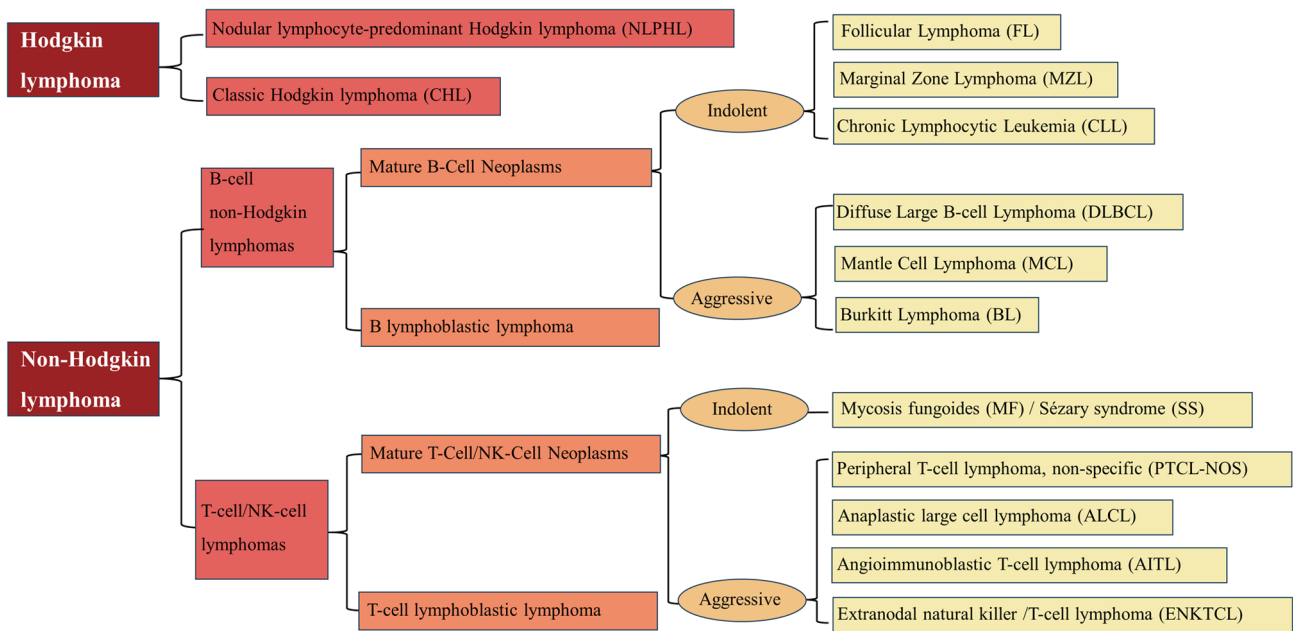 Hodgkin
lymphoma
Nodular lymphocyte-predominant Hodgkin lymphoma (NLPHL)
Classic Hodgkin lymphoma (CHL)
Non-Hodgkin
lymphoma
B-cell
non-Hodgkin
lymphomas
Mature B-Cell Neoplasms
Indolent
Follicular Lymphoma (FL)
Marginal Zone Lymphoma (MZL)
Chronic Lymphocytic Leukemia (CLL)
Aggressive
Diffuse Large B-cell Lymphoma (DLBCL)
Mantle Cell Lymphoma (MCL)
Burkitt Lymphoma (BL)
B lymphoblastic lymphoma
T-cell/NK-cell
lymphomas
Mature T-Cell/NK-Cell Neoplasms
Indolent
Mycosis fungoides (MF) / Sézary syndrome (SS)
Aggressive
Peripheral T-cell lymphoma, non-specific (PTCL-NOS)
Anaplastic large cell lymphoma (ALCL)
Angioimmunoblastic T-cell lymphoma (AITL)
Extranodal natural killer /T-cell lymphoma (ENKTCL)
T-cell lymphoblastic lymphoma